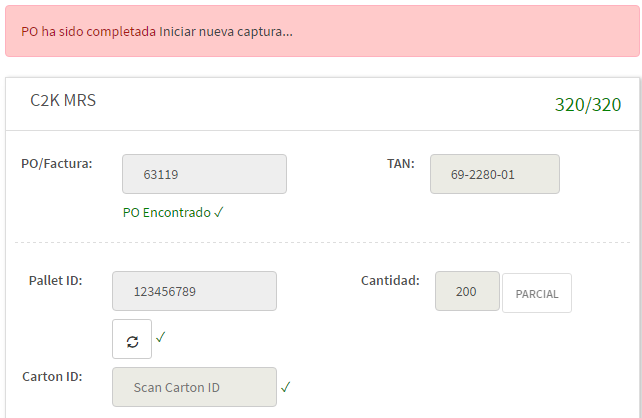 PO ha sido completada Iniciar nueva captura...
C2K MRS
320/320
PO/Factura: 63119 TAN: 69-2280-01
PO Encontrado ✓
Pallet ID: 123456789 Cantidad: 200 PARCIAL
✓
Carton ID: Scan Carton ID ✓